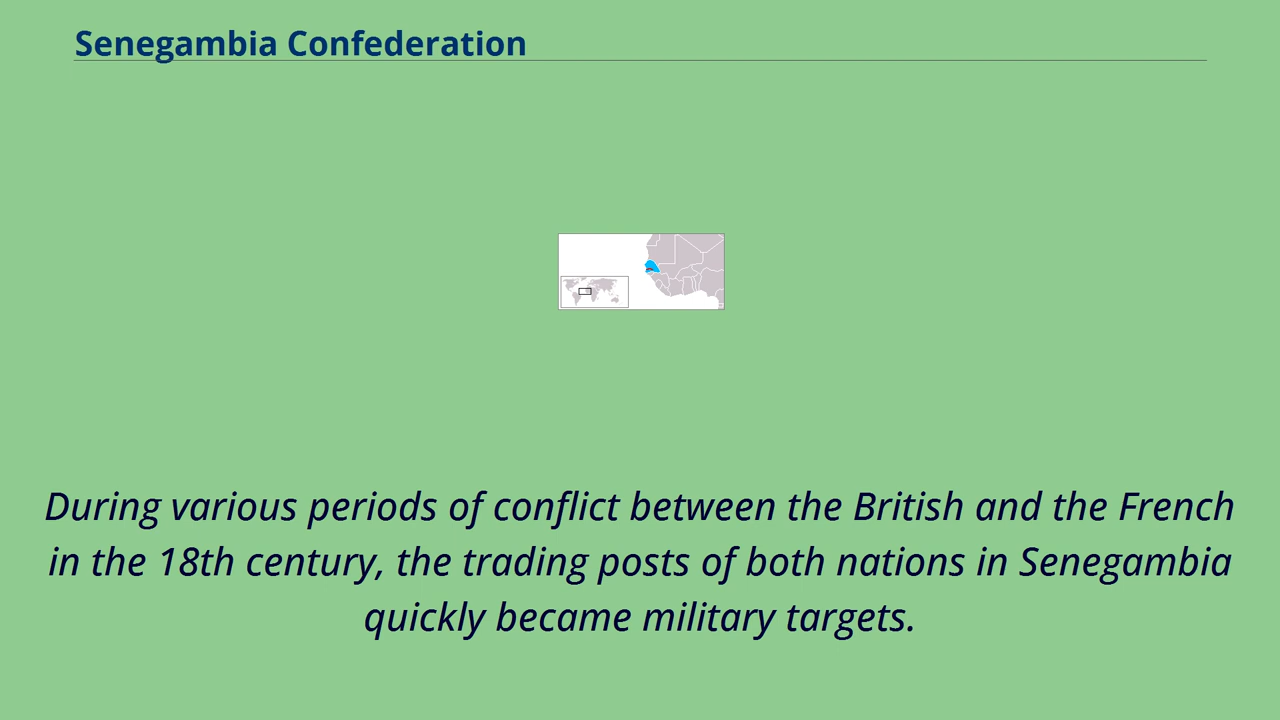 Senegambia Confederation
During various periods of conflict between the British and the French
in the 18th century, the trading posts of both nations in Senegambia
quickly became military targets.